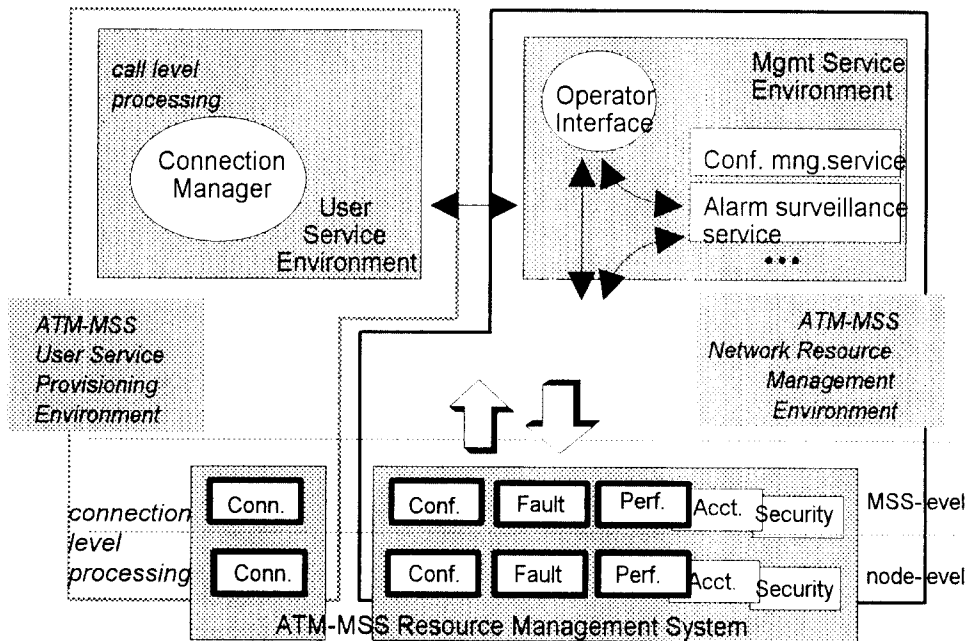 call level
processing
Connection
Manager
User
Service
Environment
Mgmt Service
Environment
Operator
Interface
Conf. mng.service
Alarm surveillance
service
•••
ATM-MSS
User Service
Provisioning
Environment
ATM-MSS
Network Resource
Management
Environment
connection
level
processing
Conn.
Conf.
Fault
Perf.
Acct.
Security
MSS-level
Conn.
Conf.
Fault
Perf.
Acct.
Security
node-level
ATM-MSS Resource Management System